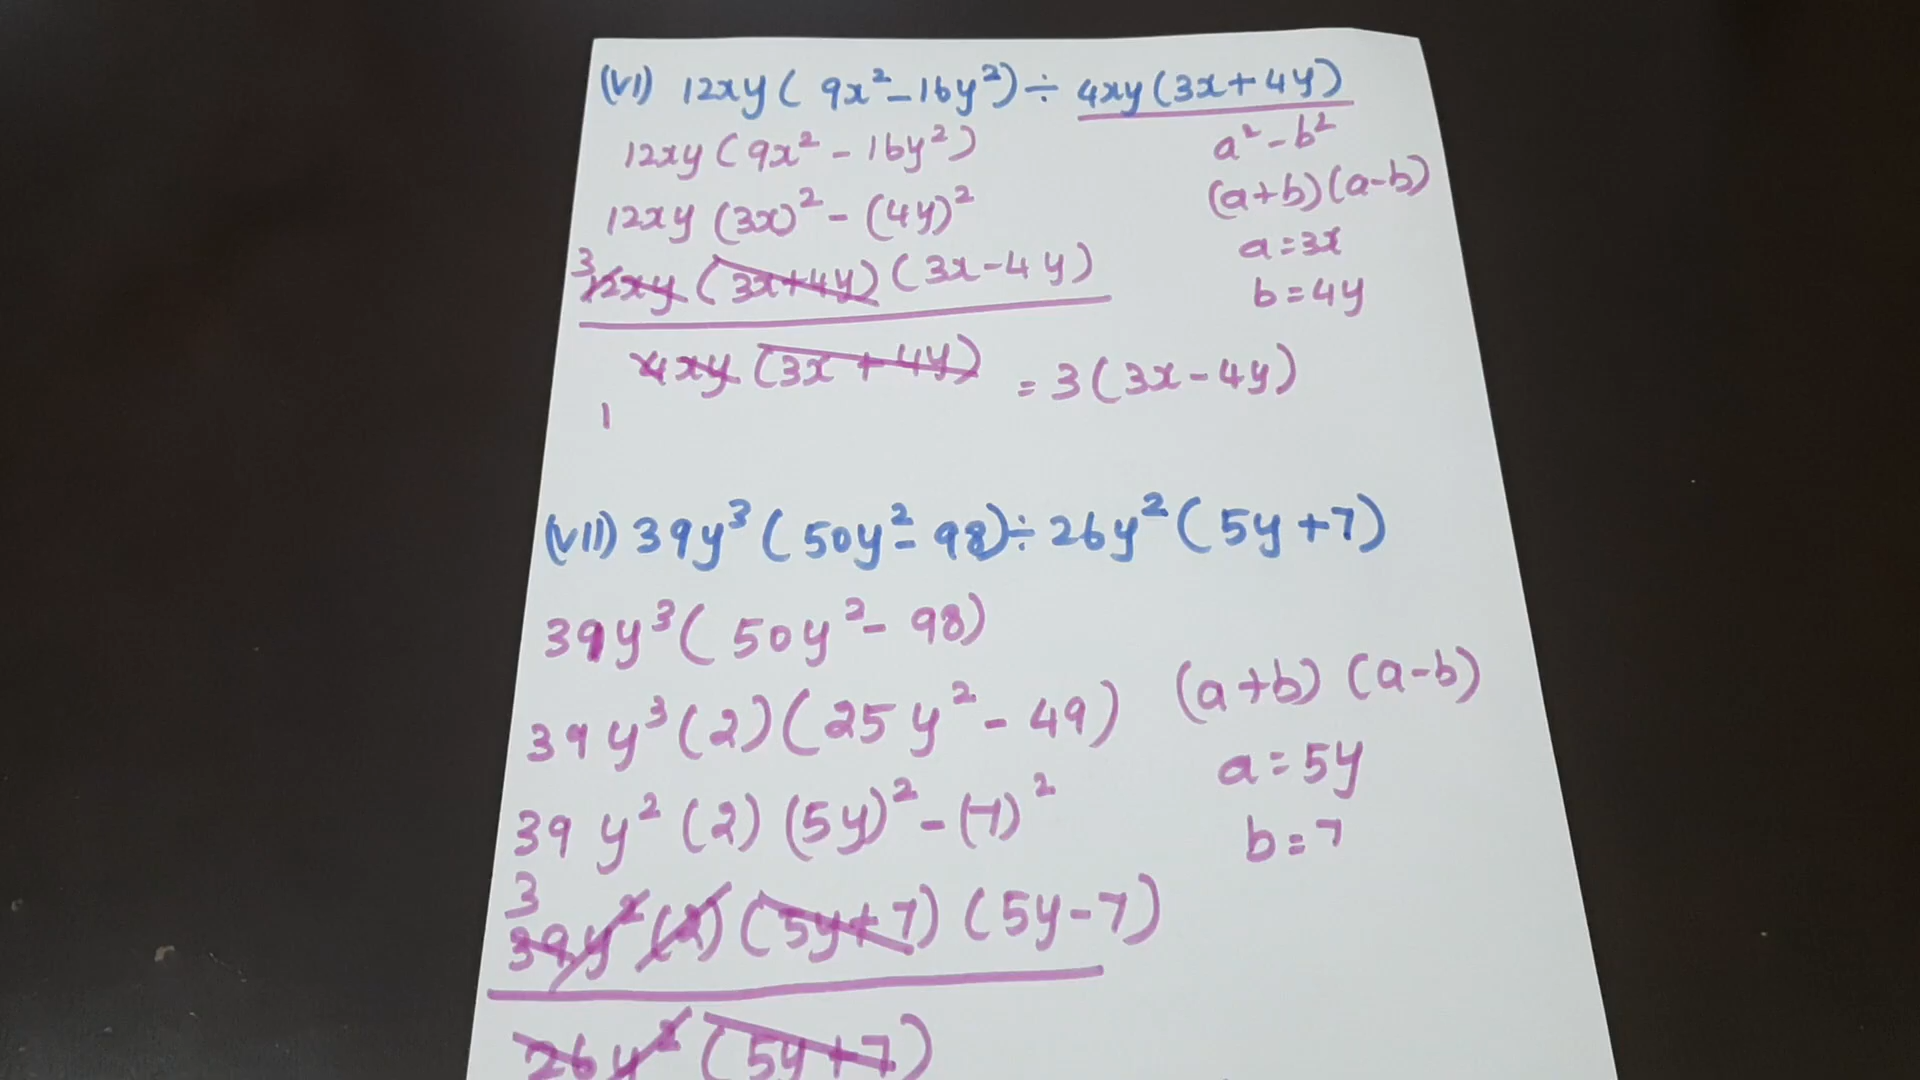 (vi) 12xy(9x²-16y²)÷4xy(3x+4y)
12xy(9x²-16y²)
a²-b²
12xy(3x)²-(4y)²
(a+b)(a-b)
a=3x
3
12xy(3x+4y)(3x-4y)
b=4y
4xy(3x+4y)
=3(3x-4y)
1
(vii) 39y³(50y²-98)÷26y²(5y+7)
39y³(50y²-98)
39y³(2)(25y²-49)
(a+b)(a-b)
a=5y
39y²(2)(5y)²-(7)²
b=7
3
39y²(2)(5y+7)(5y-7)
26y²(5y+7)